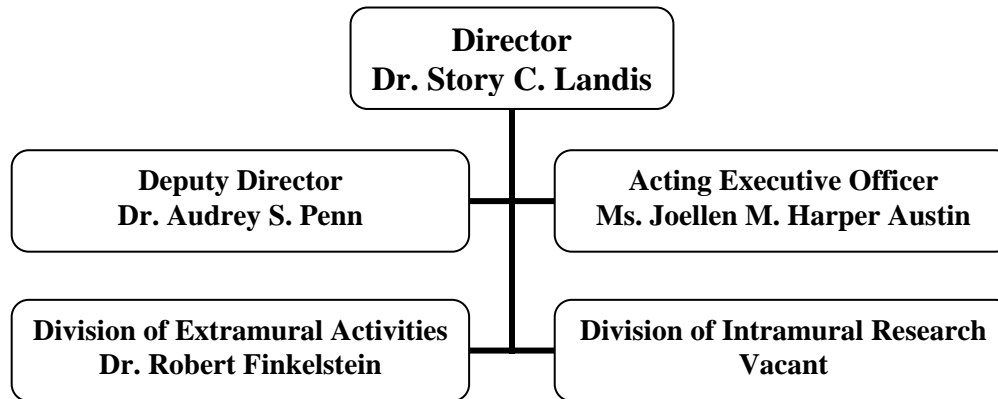 Director
Dr. Story C. Landis
Deputy Director
Dr. Audrey S. Penn
Acting Executive Officer
Ms. Joellen M. Harper Austin
Division of Extramural Activities
Dr. Robert Finkelstein
Division of Intramural Research
Vacant